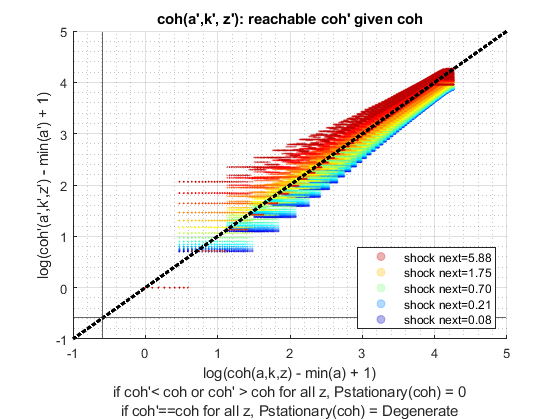 coh(a',k', z'): reachable coh' given coh
log(coh'(a',k',z') - min(a') + 1)
5
4
3
2
1
0
-1
-1
0
1
2
3
4
5
shock next=5.88
shock next=1.75
shock next=0.70
shock next=0.21
shock next=0.08
log(coh(a,k,z) - min(a) + 1)
if coh'< coh or coh' > coh for all z, Pstationary(coh) = 0
if coh'==coh for all z, Pstationary(coh) = Degenerate